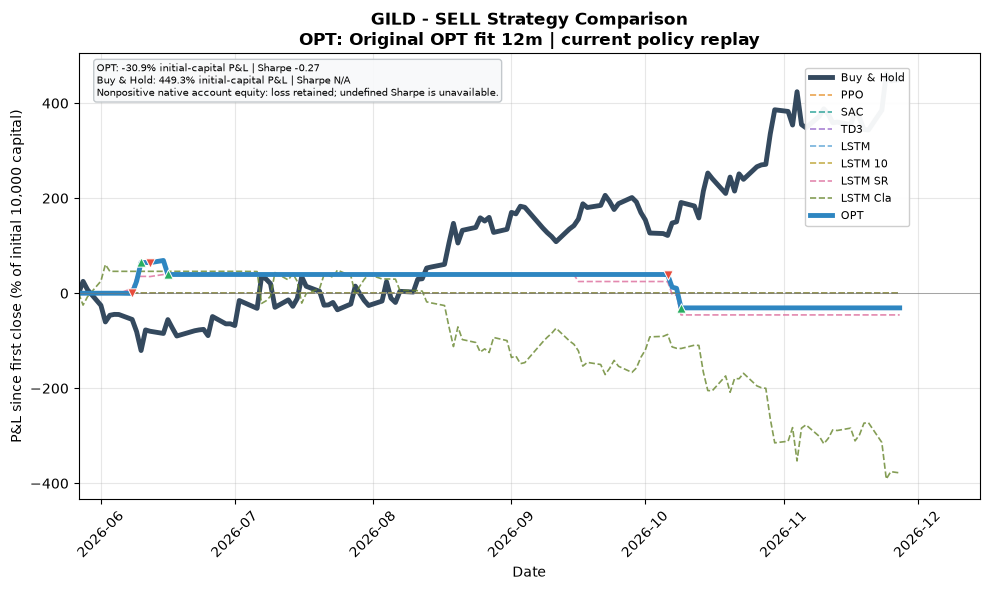 GILD - SELL Strategy Comparison
OPT: Original OPT fit 12m | current policy replay
OPT: -30.9% initial-capital P&L | Sharpe -0.27
Buy & Hold: 449.3% initial-capital P&L | Sharpe N/A
Nonpositive native account equity: loss retained; undefined Sharpe is unavailable.
Buy & Hold
PPO
SAC
TD3
LSTM
LSTM 10
LSTM SR
LSTM Cla
OPT
P&L since first close (% of initial 10,000 capital)
400
200
0
−200
−400
2026-06
2026-07
2026-08
2026-09
2026-10
2026-11
2026-12
Date